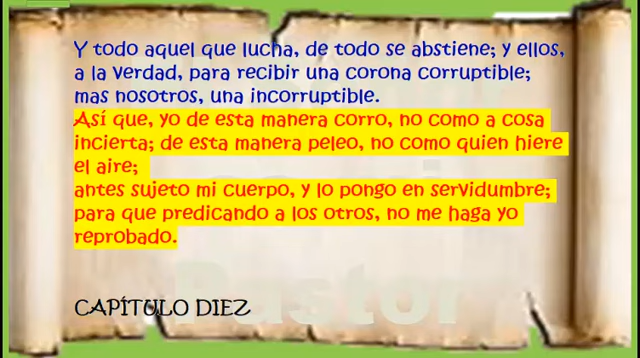 Y todo aquel que lucha, de todo se abstiene; y ellos,
a la verdad, para recibir una corona corruptible;
mas nosotros, una incorruptible.
Así que, yo de esta manera corro, no como a cosa
incierta; de esta manera peleo, no como quien hiere
el aire;
antes sujeto mi cuerpo, y lo pongo en servidumbre;
para que predicando a los otros, no me haga yo
reprobado.
CAPÍTULO DIEZ
Pastor